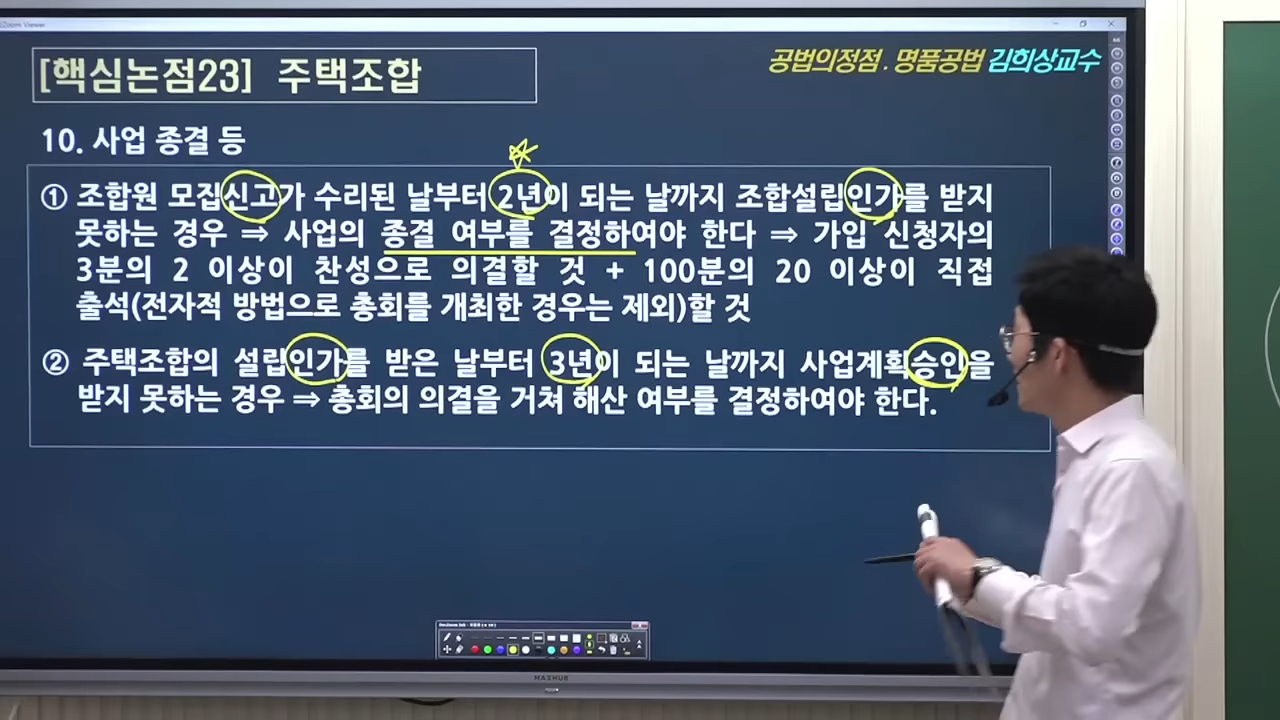 Zoom Viewer
[핵심논점23] 주택조합
공법의정점. 명품공법 김희상교수
10. 사업 종결 등
① 조합원 모집신고가 수리된 날부터 2년이 되는 날까지 조합설립인가를 받지
못하는 경우 ⇒ 사업의 종결 여부를 결정하여야 한다 ⇒ 가입 신청자의
3분의 2 이상이 찬성으로 의결할 것 + 100분의 20 이상이 직접
출석(전자적 방법으로 총회를 개최한 경우는 제외)할 것
② 주택조합의 설립인가를 받은 날부터 3년이 되는 날까지 사업계획승인을
받지 못하는 경우 ⇒ 총회의 의결을 거쳐 해산 여부를 결정하여야 한다.
MAXHUB